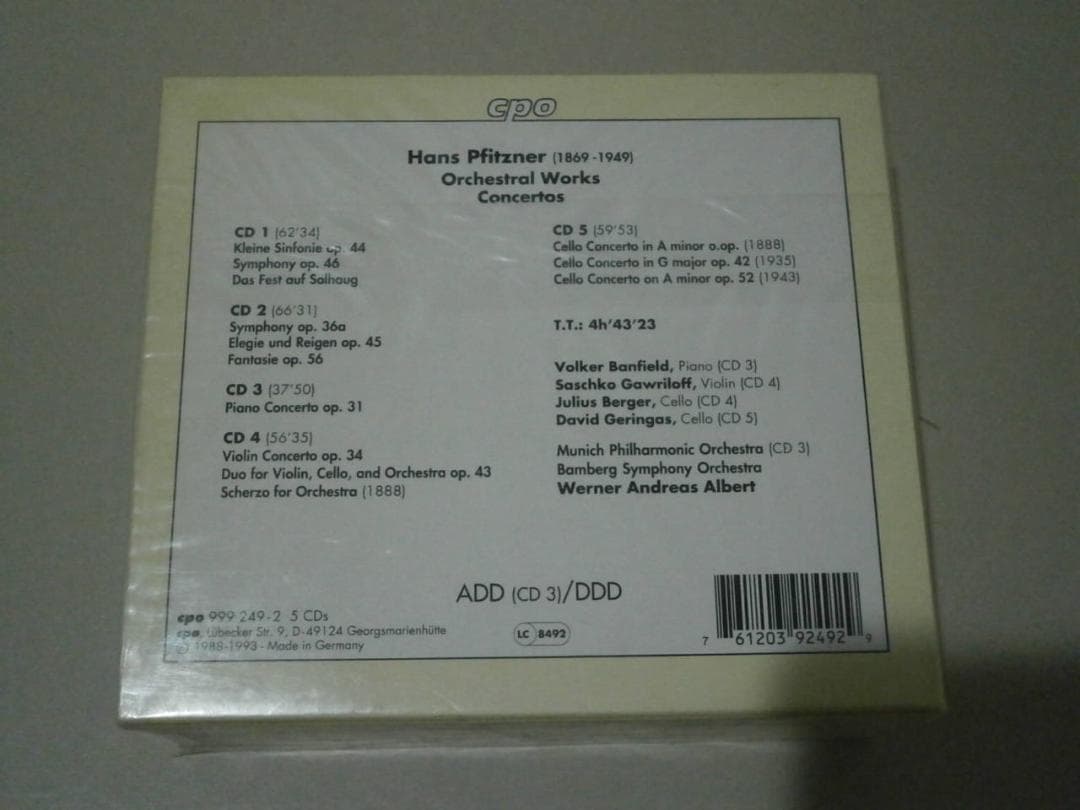 cpo
Hans Pfitzner (1869-1949)
Orchestral Works
Concertos
CD 1 (62'34)
Kleine Sinfonie op. 44
Symphony op. 46
Das Fest auf Solhaug
CD 2 (66'31)
Symphony op. 36a
Elegie und Reigen op. 45
Fantasie op. 56
CD 3 (37'50)
Piano Concerto op. 31
CD 4 (56'35)
Violin Concerto op. 34
Duo for Violin, Cello, and Orchestra op. 43
Scherzo for Orchestra (1888)
CD 5 (59'53)
Cello Concerto in A minor o.op. (1888)
Cello Concerto in G major op. 42 (1935)
Cello Concerto on A minor op. 52 (1943)
T.T.: 4h'43'23
Volker Banfield, Piano (CD 3)
Saschko Gawriloff, Violin (CD 4)
Julius Berger, Cello (CD 4)
David Geringas, Cello (CD 5)
Munich Philharmonic Orchestra (CD 3)
Bamberg Symphony Orchestra
Werner Andreas Albert
ADD (CD 3)/DDD
cpo 999 249-2 5 CDs
cpo, Lübecker Str. 9, D-49124 Georgsmarienhütte
℗ 1988-1993 - Made in Germany
LC 8492
7 61203 92492 9